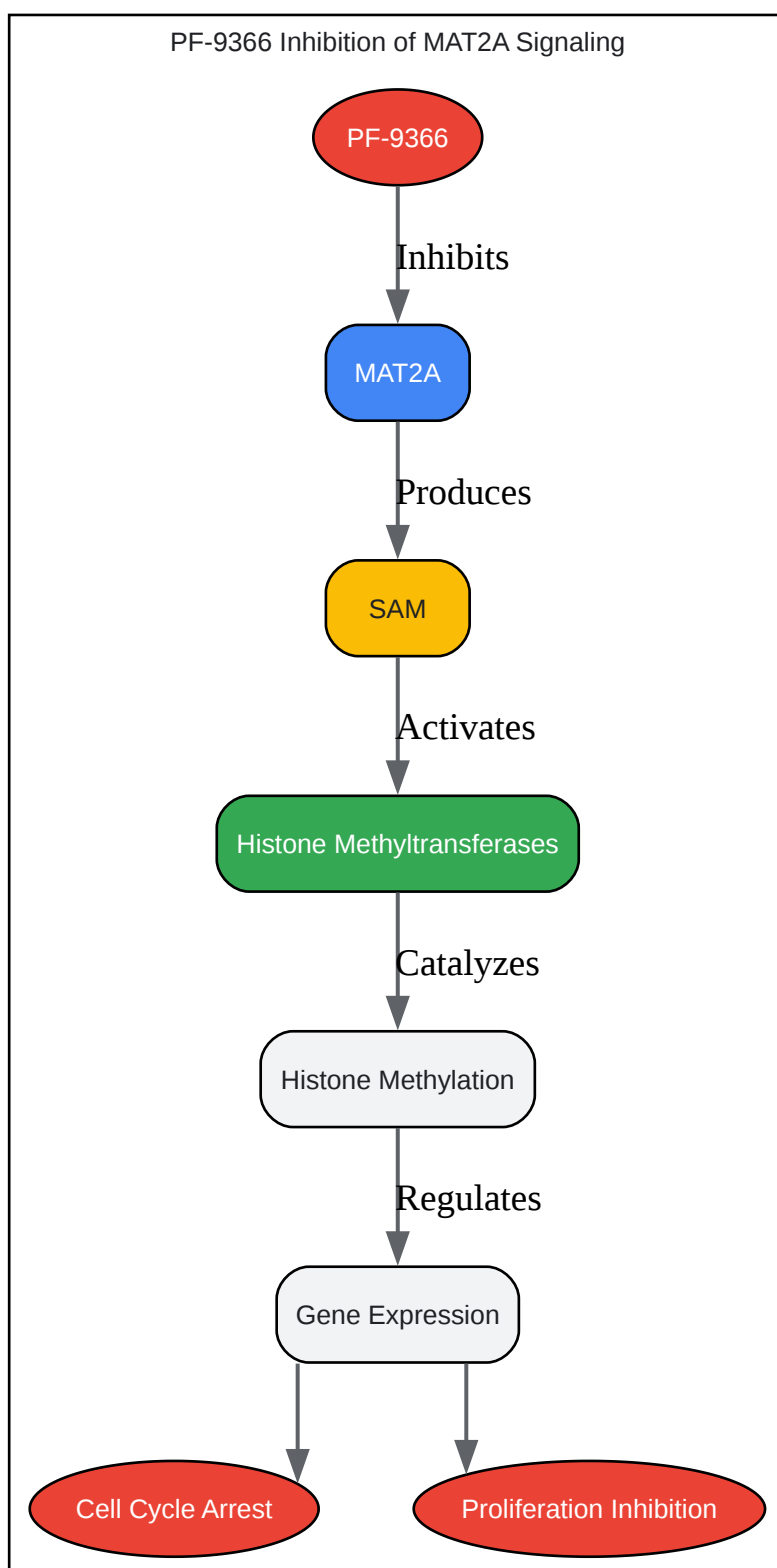 PF-9366 Inhibition of MAT2A Signaling
PF-9366
Inhibits
MAT2A
Produces
SAM
Activates
Histone Methyltransferases
Catalyzes
Histone Methylation
Regulates
Gene Expression
Cell Cycle Arrest
Proliferation Inhibition